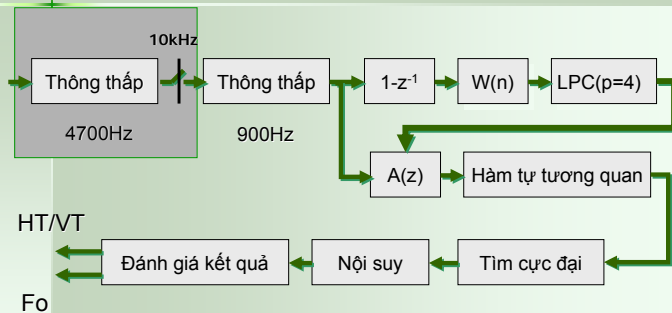 10kHz
Thông thấp
Thông thấp
1-z⁻¹
W(n)
LPC(p=4)
4700Hz
900Hz
A(z)
Hàm tự tương quan
HT/VT
Đánh giá kết quả
Nội suy
Tìm cực đại
Fo